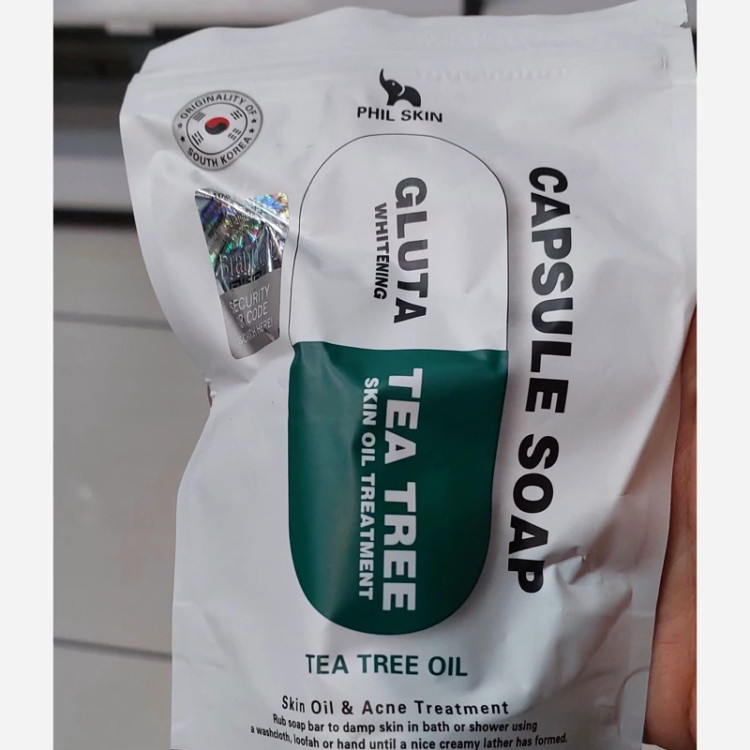 PHIL SKIN
ORIGINALITY OF
SOUTH KOREA
SECURITY
CODE
HERE!
GLUTA
WHITENING
TEA TREE
SKIN OIL TREATMENT
CAPSULE SOAP
TEA TREE OIL
Skin Oil & Acne Treatment
Rub soap bar to damp skin in bath or shower using
a washcloth, loofah or hand until a nice creamy lather has formed.